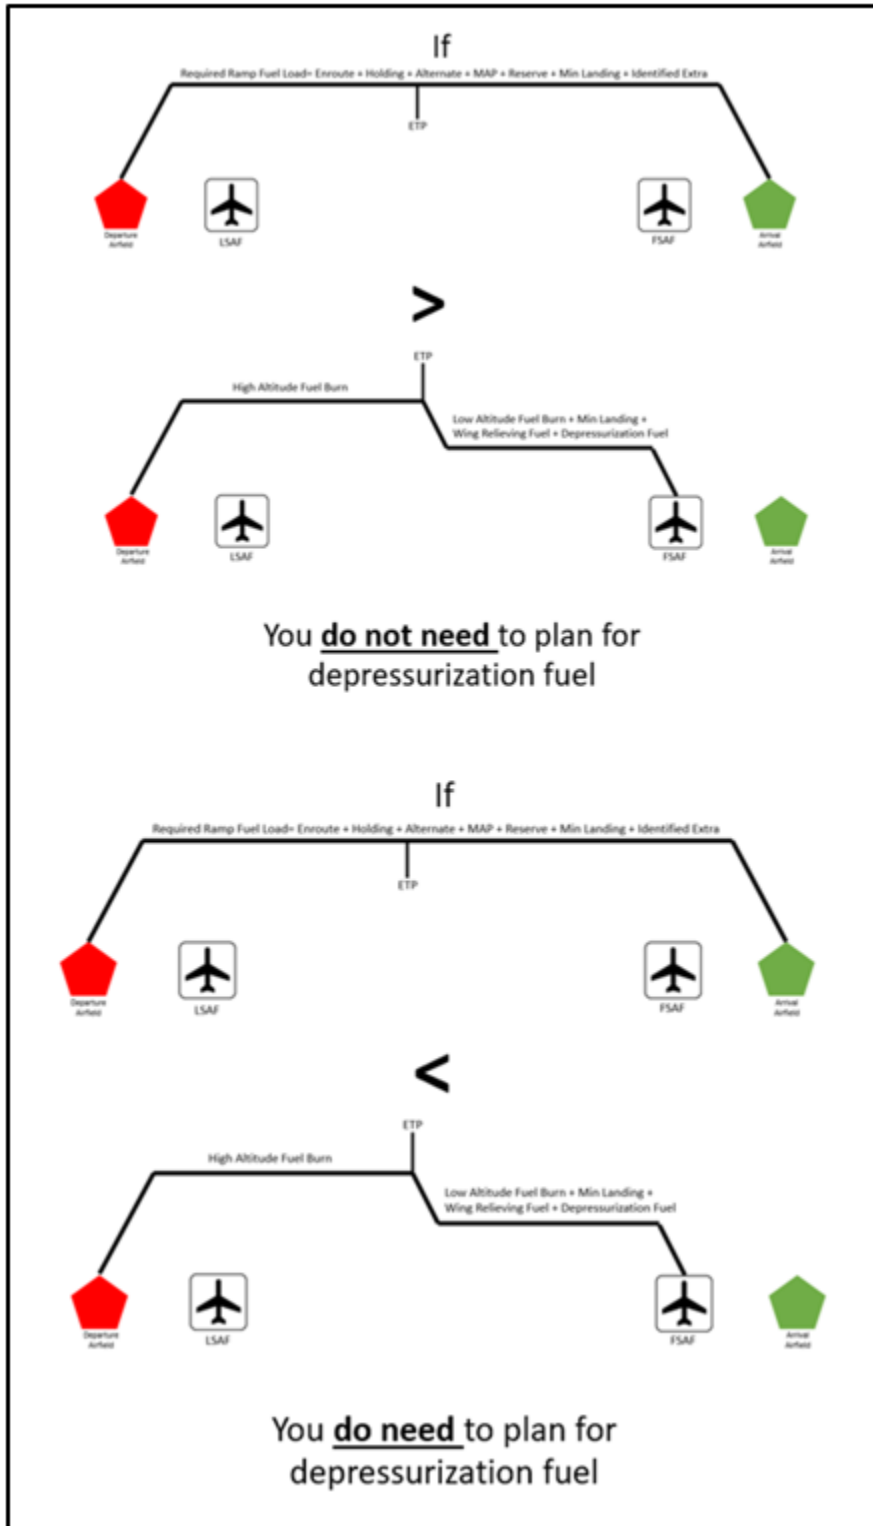 If
Required Ramp Fuel Load= Enroute + Holding + Alternate + MAP + Reserve + Min Landing + Identified Extra
ETP
Departure
Airfield
LSAF
FSAF
Arrival
Airfield
>
ETP
High Altitude Fuel Burn
Low Altitude Fuel Burn + Min Landing +
Wing Relieving Fuel + Depressurization Fuel
Departure
Airfield
LSAF
FSAF
Arrival
Airfield
You do not need to plan for
depressurization fuel
If
Required Ramp Fuel Load= Enroute + Holding + Alternate + MAP + Reserve + Min Landing + Identified Extra
ETP
Departure
Airfield
LSAF
FSAF
Arrival
Airfield
<
ETP
High Altitude Fuel Burn
Low Altitude Fuel Burn + Min Landing +
Wing Relieving Fuel + Depressurization Fuel
Departure
Airfield
LSAF
FSAF
Arrival
Airfield
You do need to plan for
depressurization fuel